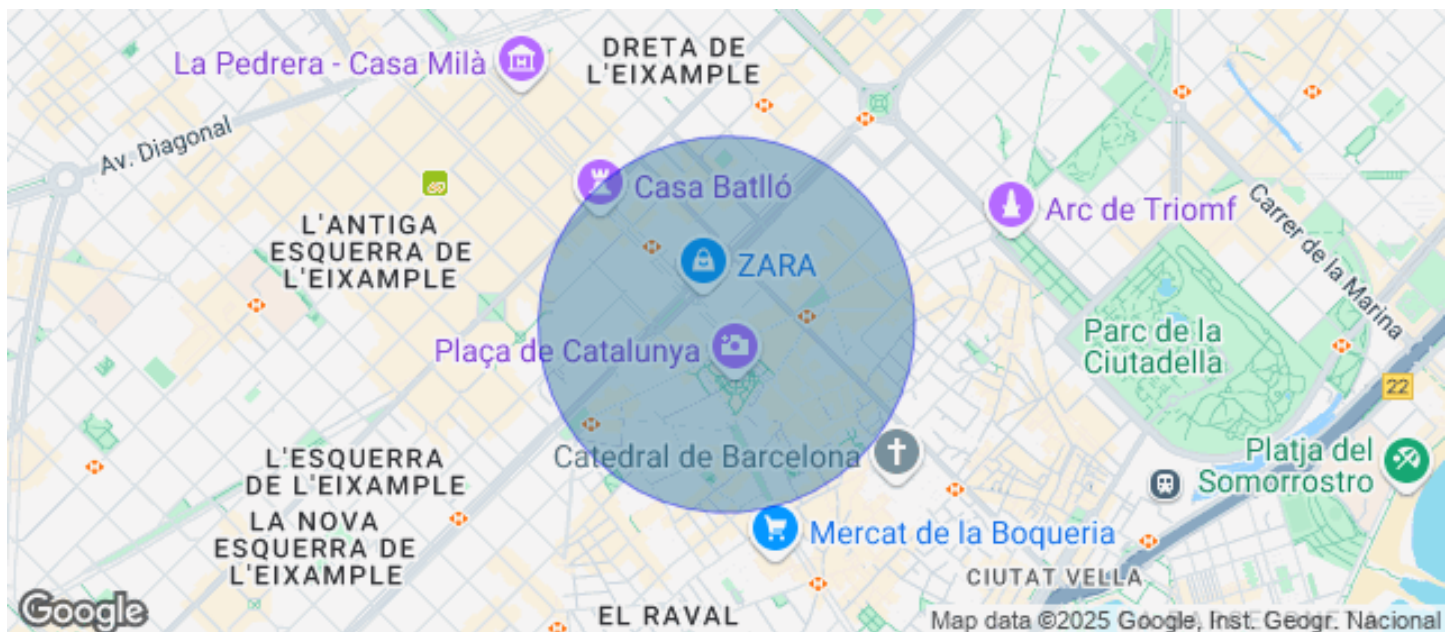 La Pedrera - Casa Milà
DRETA DE
L'EIXAMPLE
Av. Diagonal
Casa Batlló
Arc de Triomf
Carrer de la Marina
L'ANTIGA
ESQUERRA DE
L'EIXAMPLE
ZARA
Plaça de Catalunya
Parc de la
Ciutadella
22
L'ESQUERRA
DE L'EIXAMPLE
Catedral de Barcelona
Platja del
Somorrostro
LA NOVA
ESQUERRA DE
L'EIXAMPLE
Mercat de la Boqueria
CIUTAT VELLA
EL RAVAL
Google
Map data ©2025 Google, Inst. Geogr. Nacional